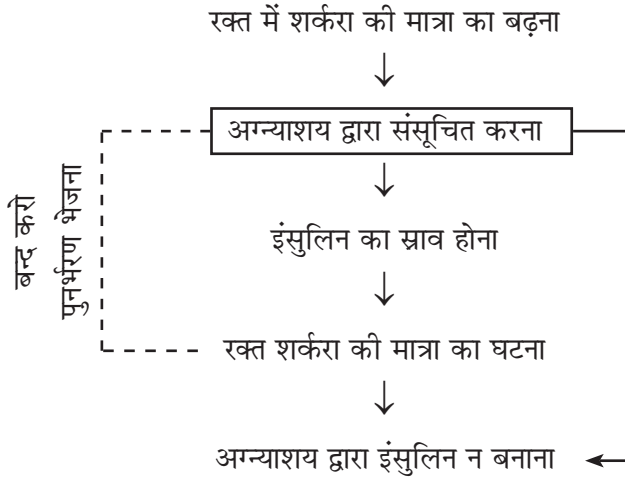 रक्त में शर्करा की मात्रा का बढ़ना
अग्न्याशय द्वारा संसूचित करना
बन्द करो
पुनर्भरण भेजना
इंसुलिन का स्राव होना
रक्त शर्करा की मात्रा का घटना
अग्न्याशय द्वारा इंसुलिन न बनाना